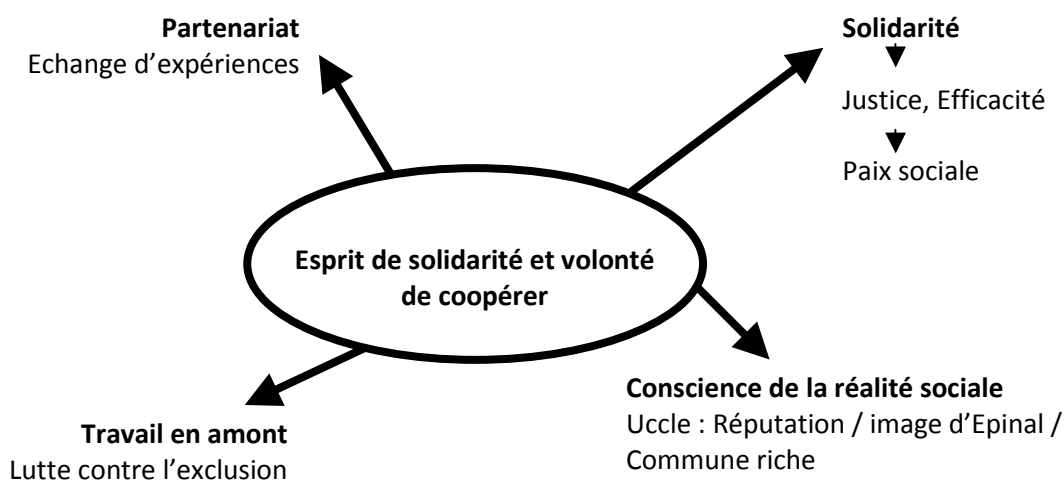 Partenariat
Echange d’expériences
Solidarité
Justice, Efficacité
Paix sociale
Esprit de solidarité et volonté
de coopérer
Travail en amont
Lutte contre l’exclusion
Conscience de la réalité sociale
Uccle : Réputation / image d’Epinal /
Commune riche